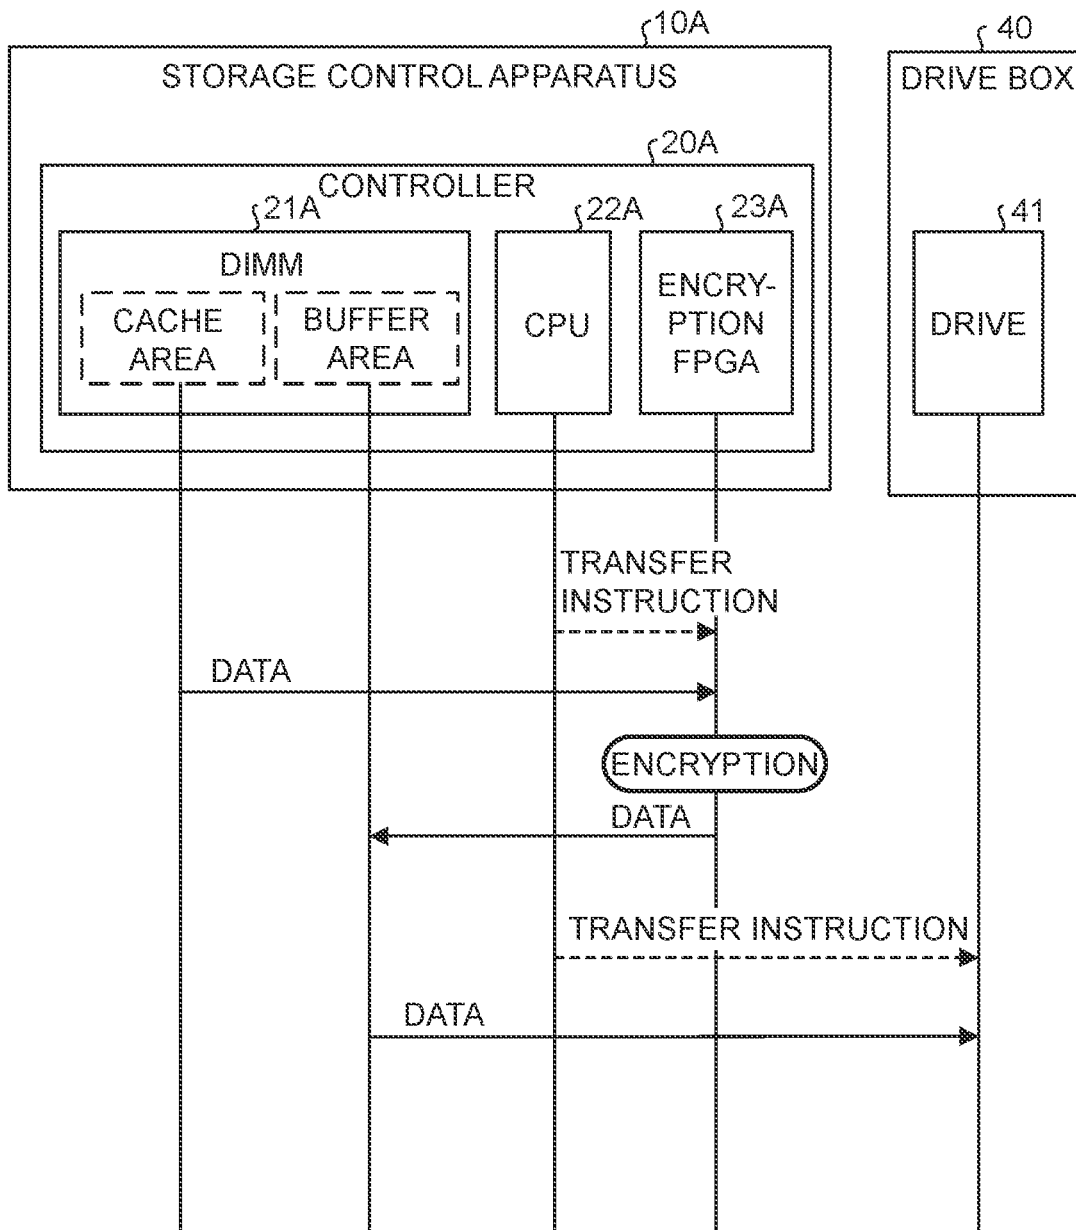 10A
40
STORAGE CONTROL APPARATUS
DRIVE BOX
20A
CONTROLLER
21A
22A
23A
41
DIMM
CACHE
AREA
BUFFER
AREA
CPU
ENCRY-
PTION
FPGA
DRIVE
TRANSFER
INSTRUCTION
DATA
ENCRYPTION
DATA
TRANSFER INSTRUCTION
DATA